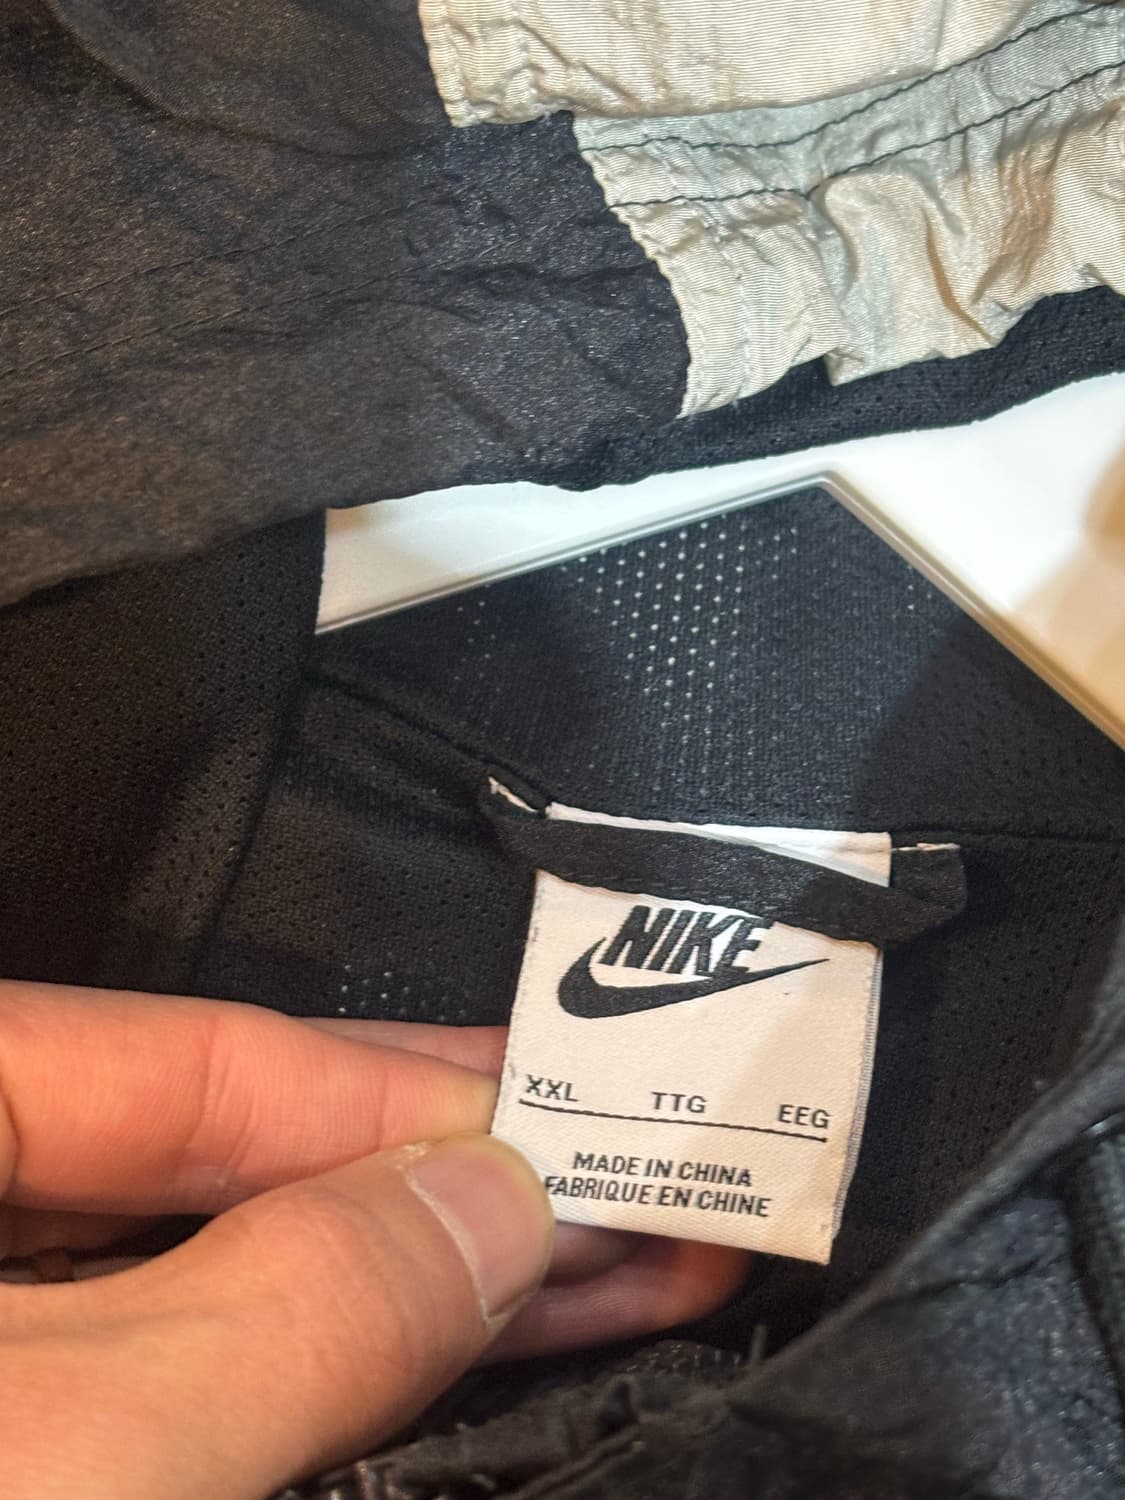 NIKE
XXL TTG EEG
MADE IN CHINA
FABRIQUE EN CHINE